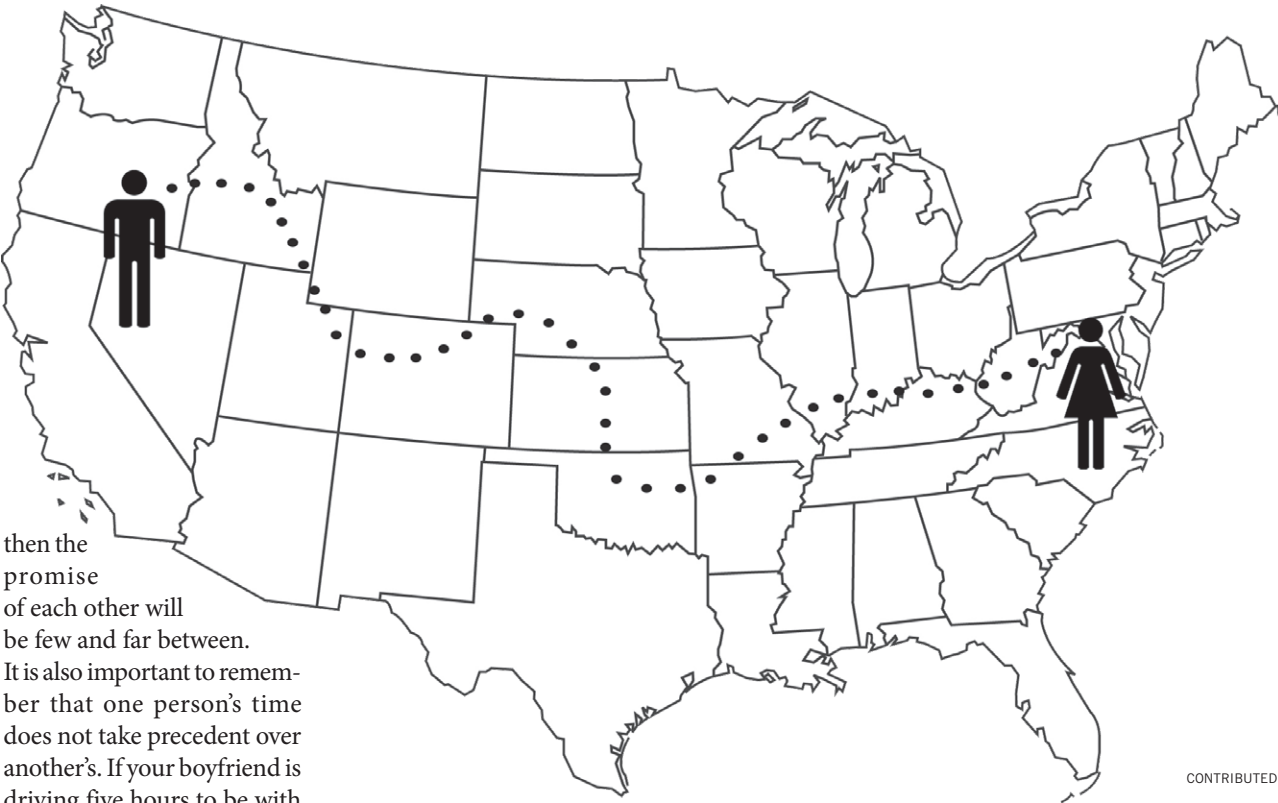 then the
promise
of each other will
be few and far between.
It is also important to remem-
ber that one person’s time
does not take precedent over
another’s. If your boyfriend is
driving five hours to be with
CONTRIBUTED